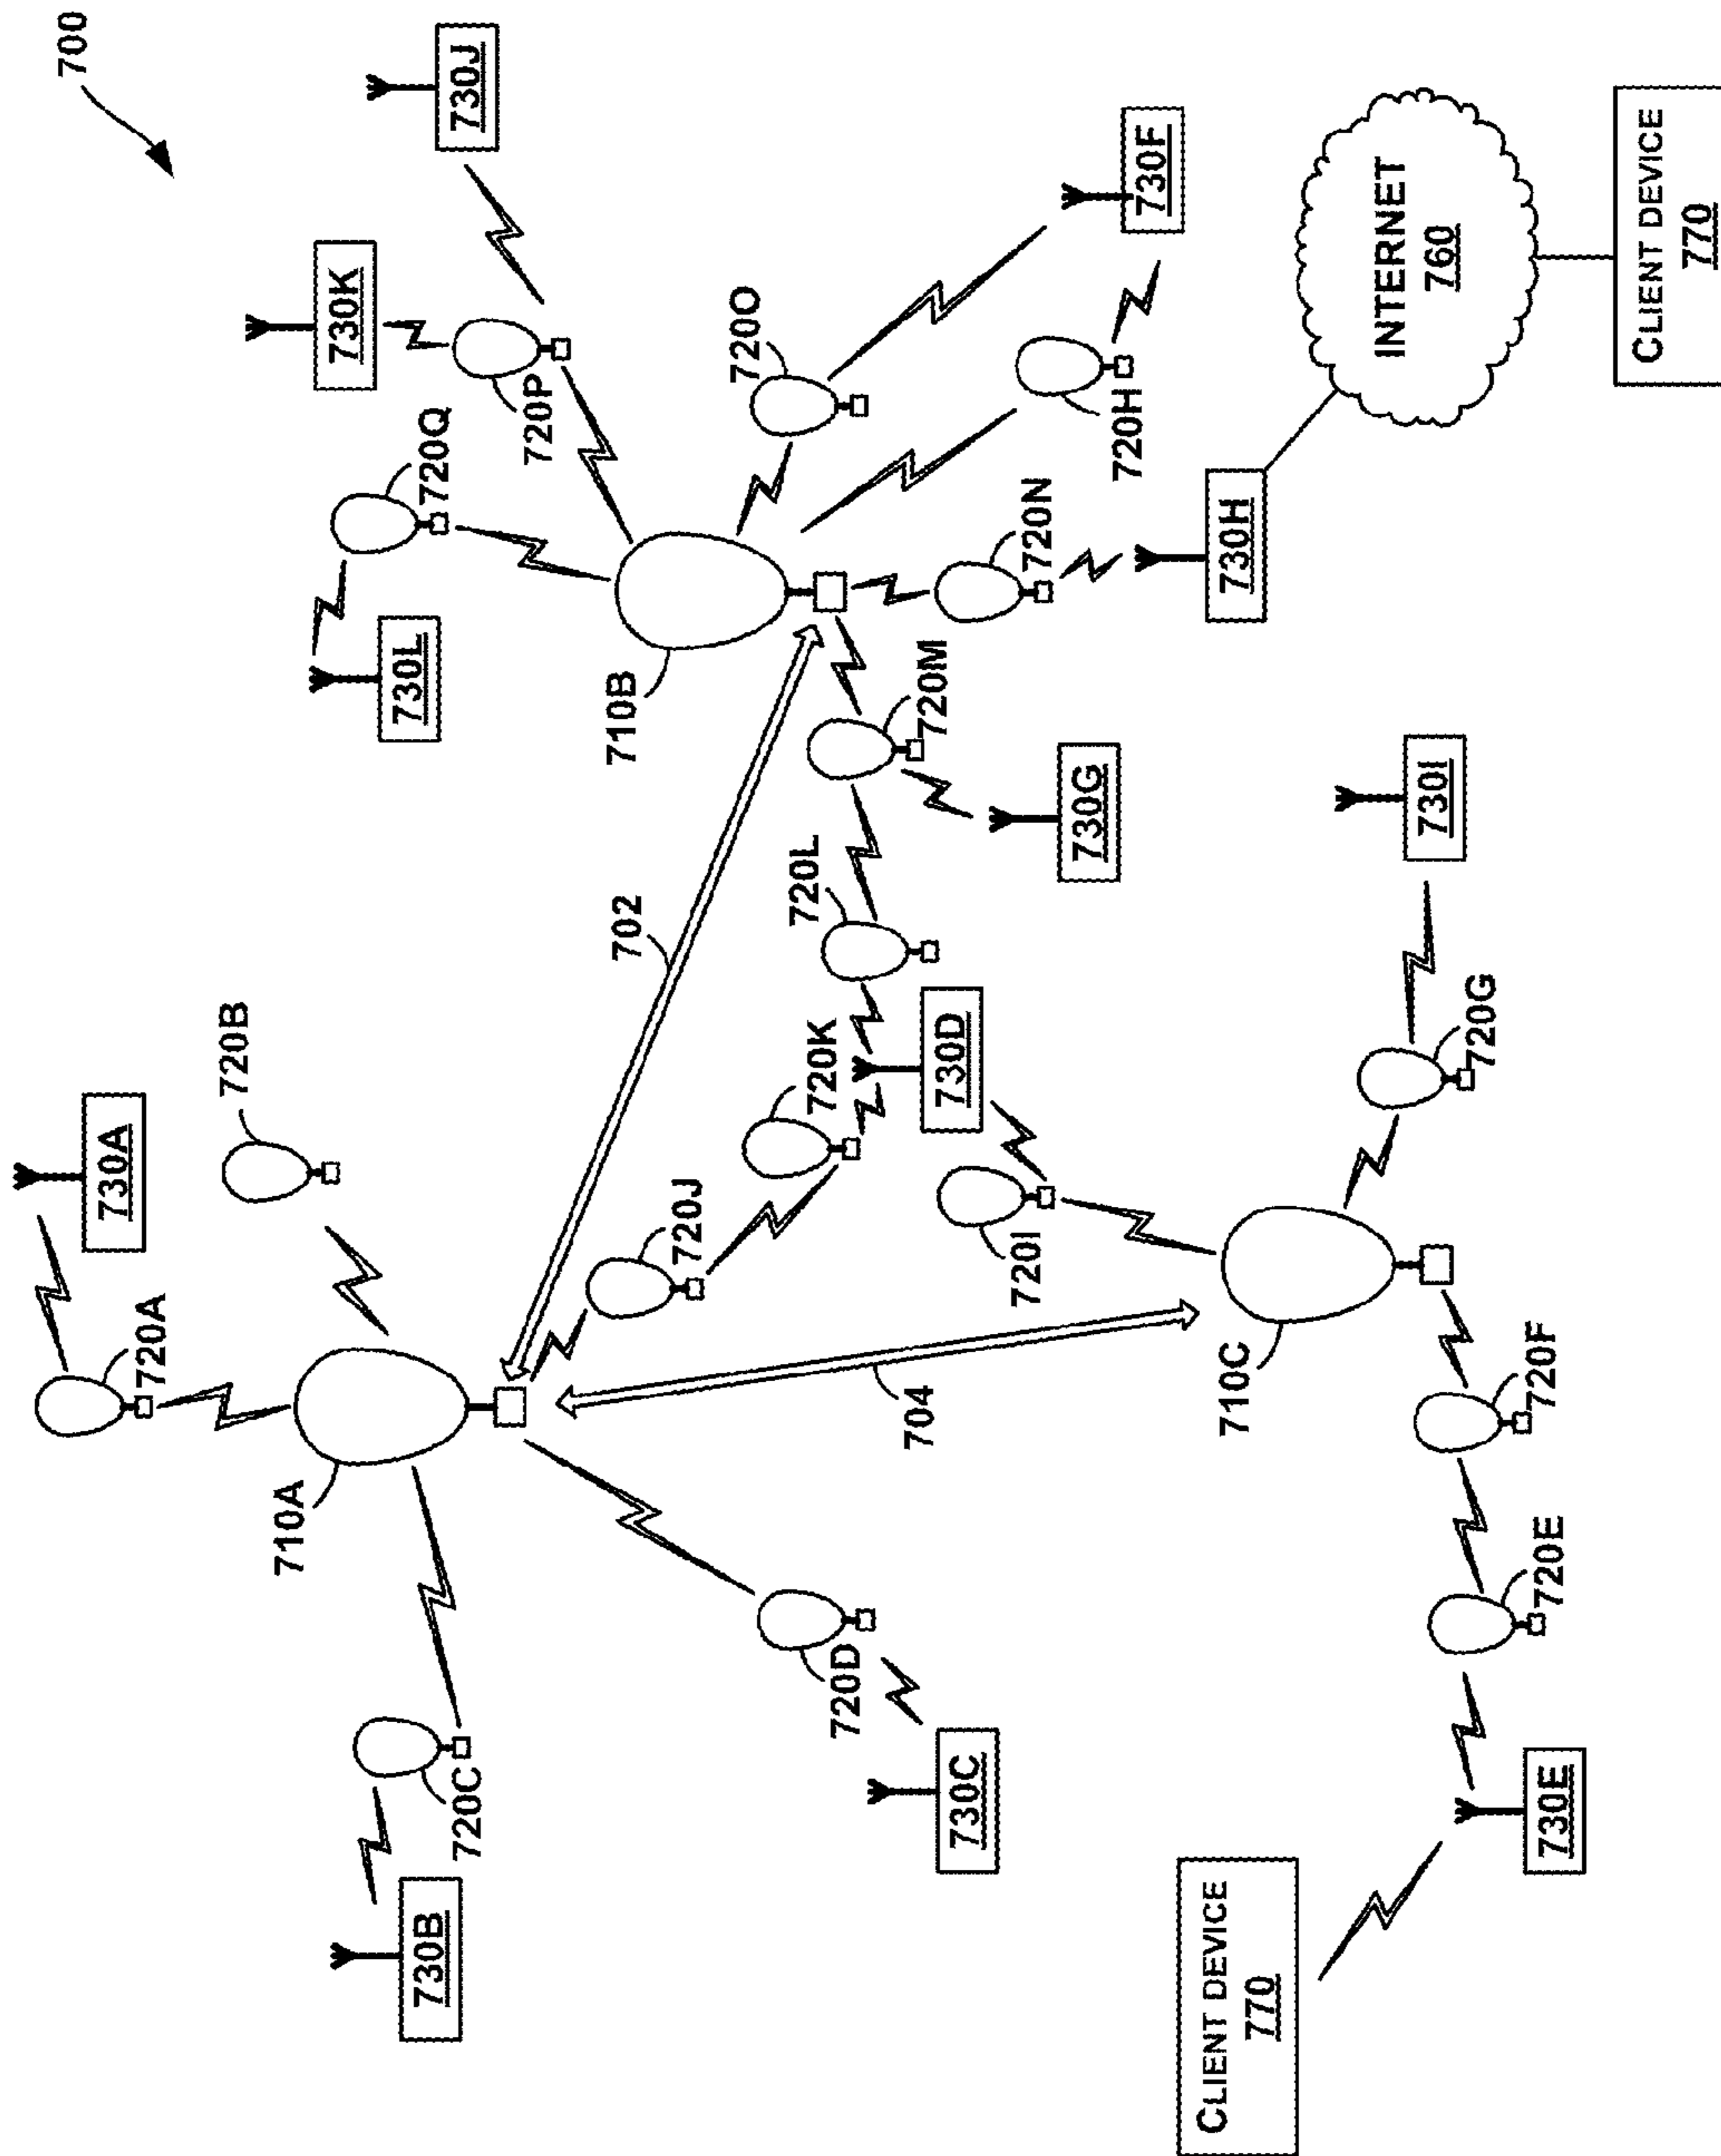 700
730A
720A
720B
710A
730K
730L
730B
720Q
730J
720C
720P
710B
702
720J
720O
720L
720K
720D
704
720M
730D
730C
720I
720N
730G
720H
730F
CLIENT DEVICE
770
730H
710C
INTERNET
760
730I
720G
720F
720E
730E
CLIENT DEVICE
770